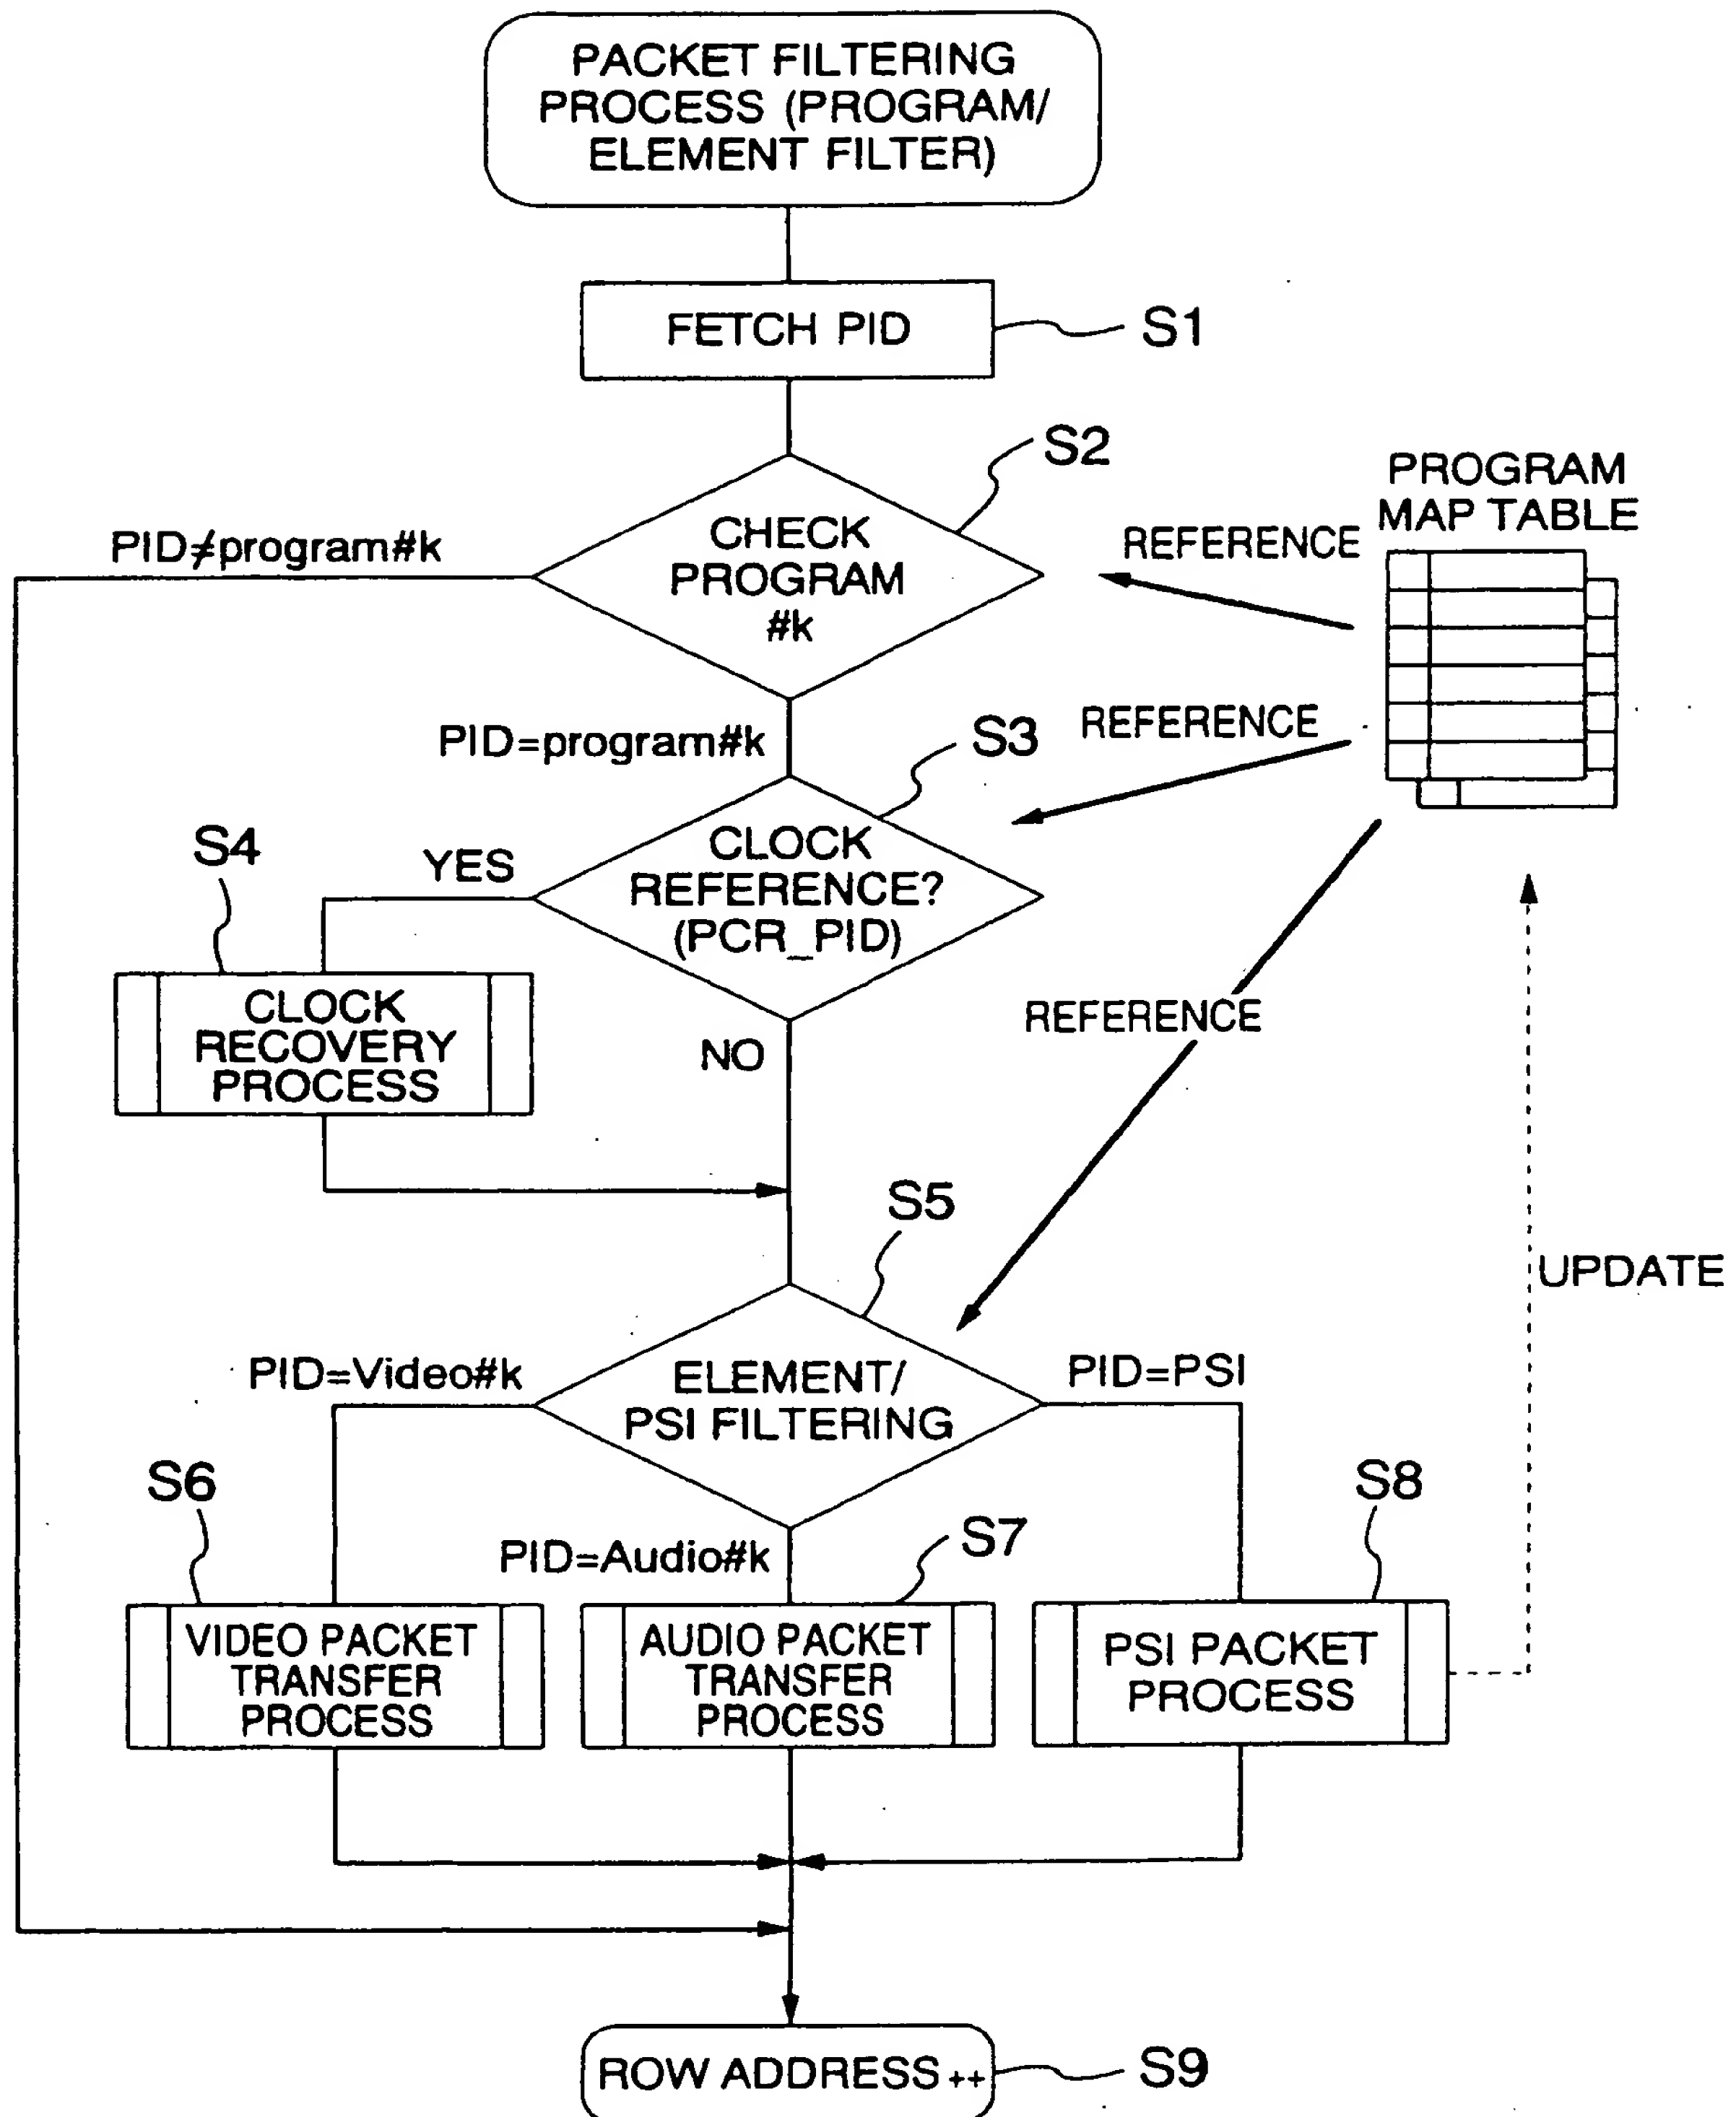 PACKET FILTERING
PROCESS (PROGRAM/
ELEMENT FILTER)
FETCH PID
S1
S2
PROGRAM
MAP TABLE
PID≠program#k
CHECK
PROGRAM
#k
REFERENCE
PID=program#k
S3
REFERENCE
S4
YES
CLOCK
REFERENCE?
(PCR_PID)
CLOCK
RECOVERY
PROCESS
NO
REFERENCE
S5
UPDATE
PID=Video#k
ELEMENT/
PSI FILTERING
PID=PSI
S6
PID=Audio#k
S7
S8
VIDEO PACKET
TRANSFER
PROCESS
AUDIO PACKET
TRANSFER
PROCESS
PSI PACKET
PROCESS
ROW ADDRESS ++
S9